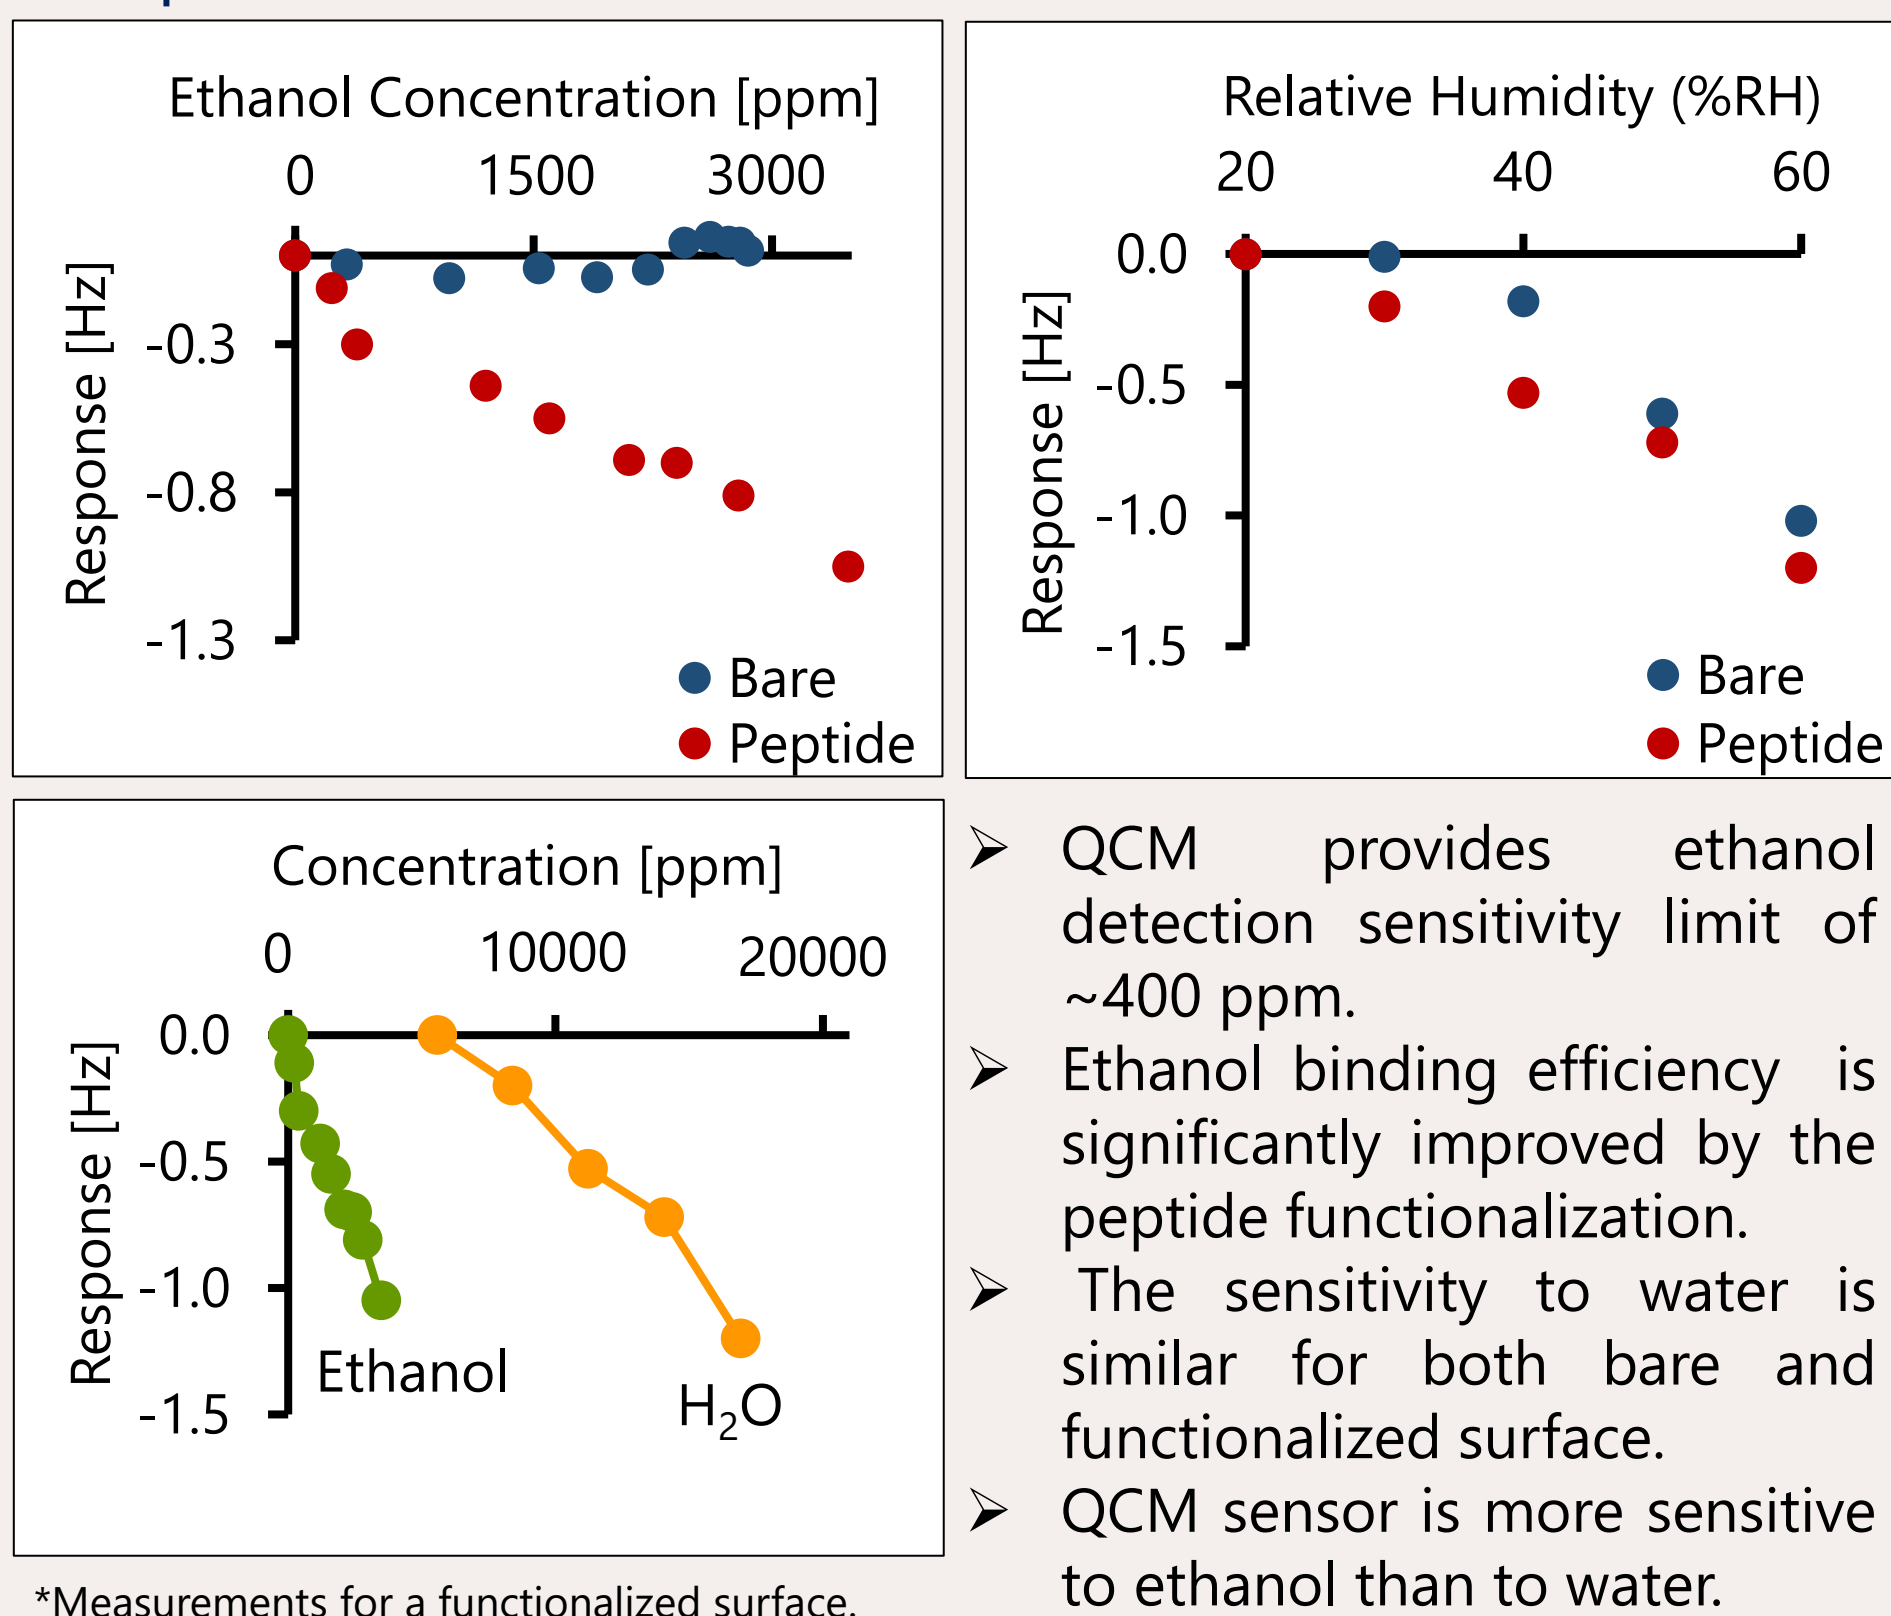 Ethanol Concentration [ppm]
0 1500 3000
Response [Hz]
-0.3
-0.8
-1.3
Bare
Peptide
Relative Humidity (%RH)
20 40 60
Response [Hz]
0.0
-0.5
-1.0
-1.5
Bare
Peptide
Concentration [ppm]
0 10000 20000
Response [Hz]
0.0
-0.5
-1.0
-1.5
Ethanol
H₂O
*Measurements for a functionalized surface.
➢ QCM provides ethanol
detection sensitivity limit of
~400 ppm.
➢ Ethanol binding efficiency is
significantly improved by the
peptide functionalization.
➢ The sensitivity to water is
similar for both bare and
functionalized surface.
➢ QCM sensor is more sensitive
to ethanol than to water.